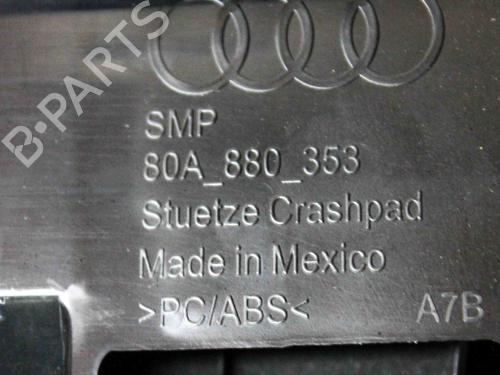 B-PARTS
SMP
80A_880_353
Stuetze Crashpad
Made in Mexico
>PC/ABS< A7B